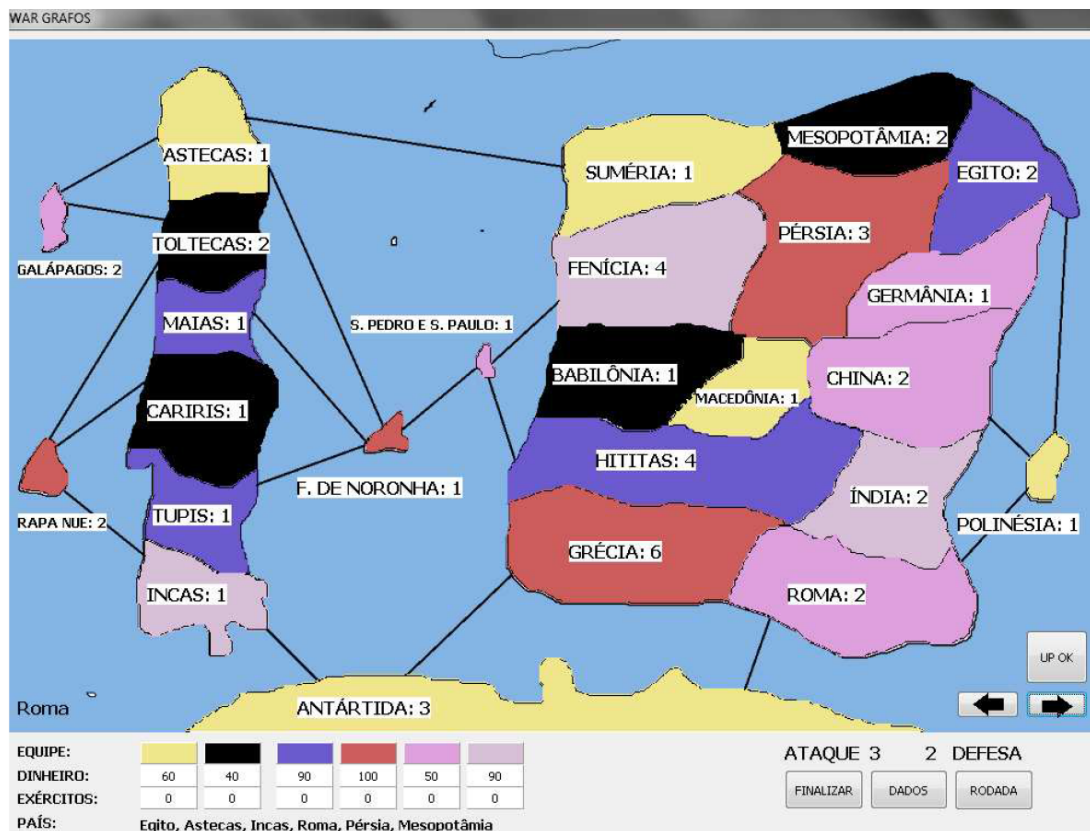 WAR GRAFOS
MESOPOTÂMIA: 2
ASTECAS: 1
SUMÉRIA: 1
EGITO: 2
TOLTECAS: 2
PÉRSIA: 3
GALÁPAGOS: 2
FENÍCIA: 4
GERMÂNIA: 1
MAIAS: 1
S. PEDRO E S. PAULO: 1
BABILÔNIA: 1
CHINA: 2
MACEDÔNIA: 1
CARIRIS: 1
HITITAS: 4
F. DE NORONHA: 1
ÍNDIA: 2
RAPA NUE: 2
TUPIS: 1
POLINÉSIA: 1
GRÉCIA: 6
INCAS: 1
ROMA: 2
UP OK
Roma
ANTÁRTIDA: 3
EQUIPE:
ATAQUE 3 2 DEFESA
DINHEIRO: 60 40 90 100 50 90
EXÉRCITOS: 0 0 0 0 0 0
FINALIZAR DADOS RODADA
PAÍS: Egito, Astecas, Incas, Roma, Pérsia, Mesopotâmia